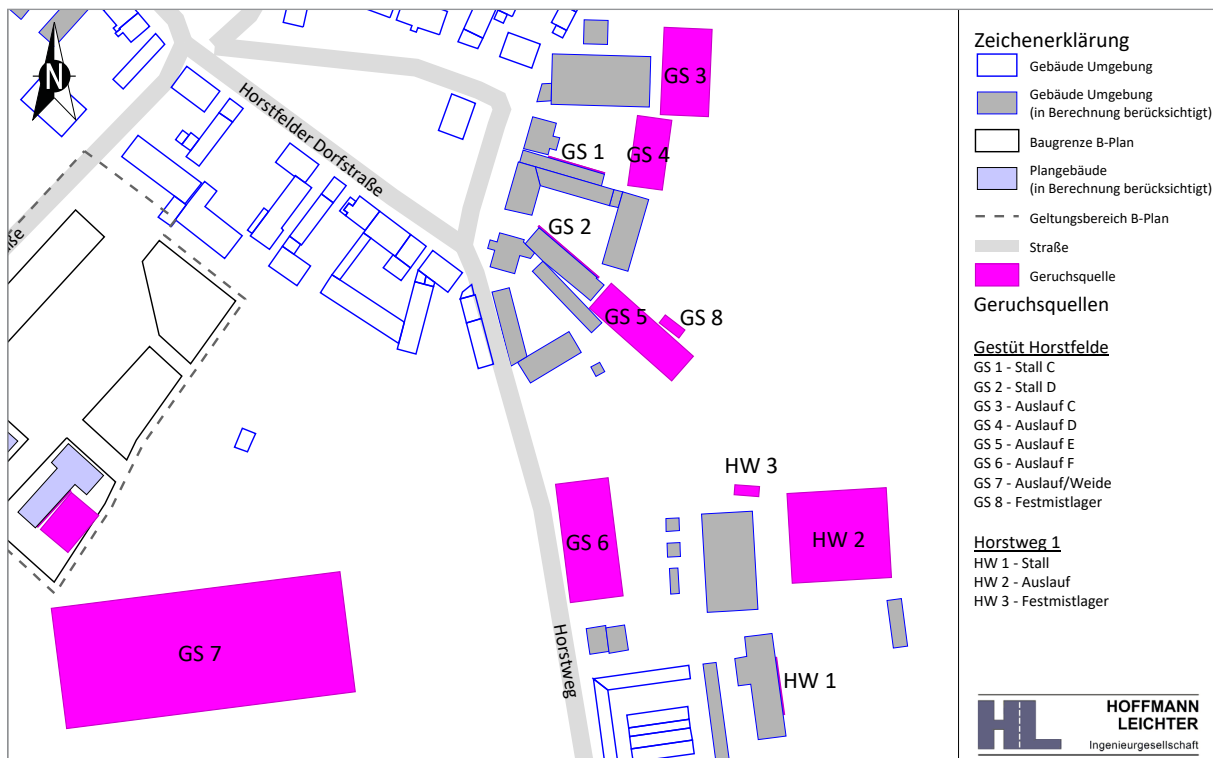 N
Horstfelder Dorfstraße
GS 3
GS 1
GS 4
GS 2
GS 5
GS 8
HW 3
GS 6
HW 2
GS 7
Horstweg
HW 1
Zeichenerklärung
Gebäude Umgebung
Gebäude Umgebung
(in Berechnung berücksichtigt)
Baugrenze B-Plan
Plangebäude
(in Berechnung berücksichtigt)
Geltungsbereich B-Plan
Straße
Geruchsquelle
Geruchsquellen
Gestüt Horstfelde
GS 1 - Stall C
GS 2 - Stall D
GS 3 - Auslauf C
GS 4 - Auslauf D
GS 5 - Auslauf E
GS 6 - Auslauf F
GS 7 - Auslauf/Weide
GS 8 - Festmistlager
Horstweg 1
HW 1 - Stall
HW 2 - Auslauf
HW 3 - Festmistlager
HL
HOFFMANN
LEICHTER
Ingenieurgesellschaft